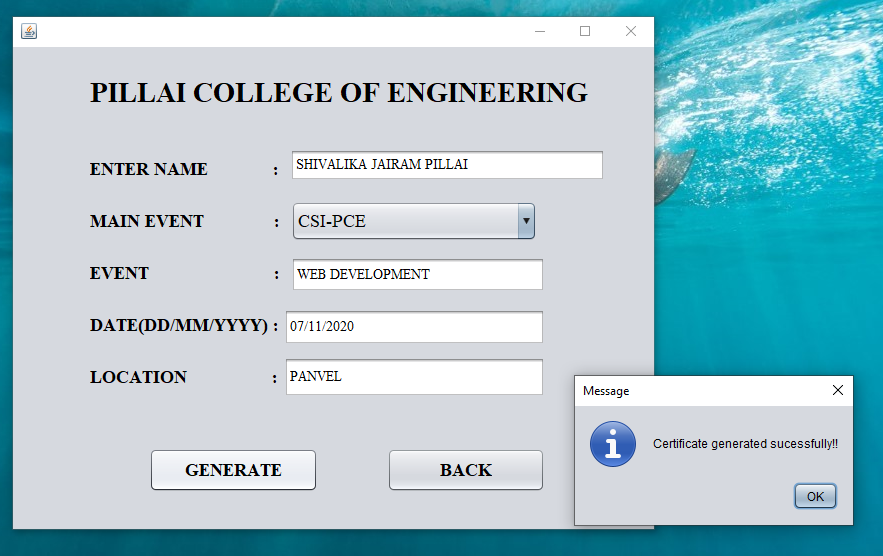 PILLAI COLLEGE OF ENGINEERING
ENTER NAME : SHIVALIKA JAIRAM PILLAI
MAIN EVENT : CSI-PCE
EVENT : WEB DEVELOPMENT
DATE(DD/MM/YYYY) : 07/11/2020
LOCATION : PANVEL
GENERATE BACK
Message
Certificate generated sucessfully!!
OK